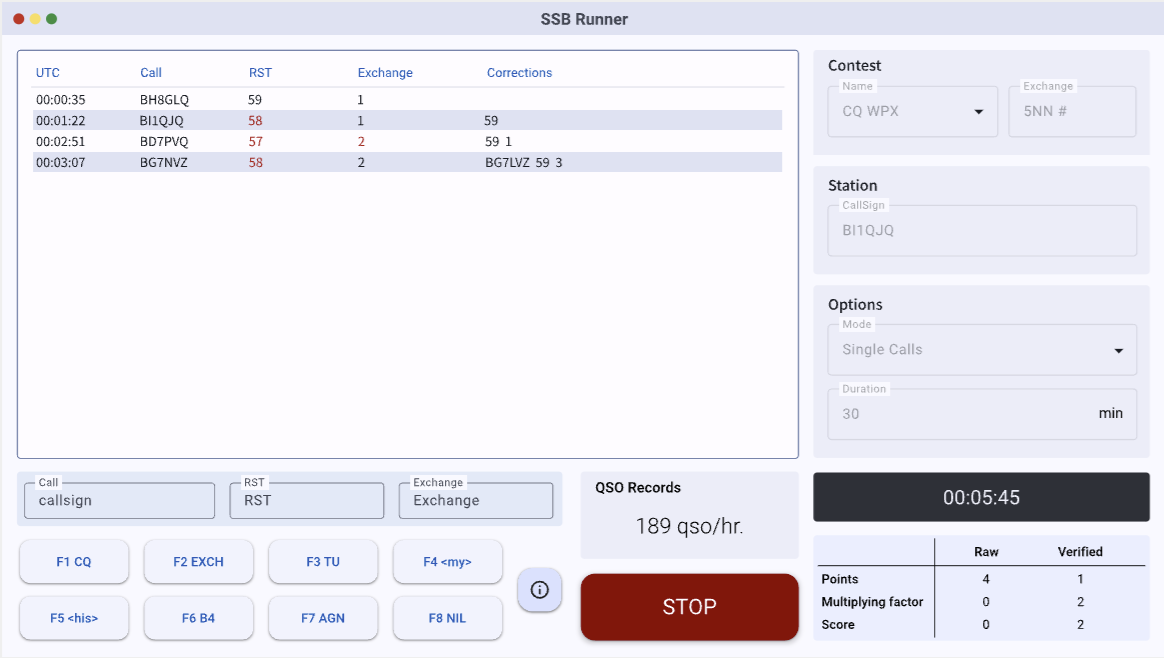 SSB Runner
UTC Call RST Exchange Corrections
00:00:35 BH8GLQ 59 1
00:01:22 BI1QJQ 58 1 59
00:02:51 BD7PVQ 57 2 59 1
00:03:07 BG7NVZ 58 2 BG7LVZ 59 3
Contest
Name
CQ WPX
Exchange
5NN #
Station
CallSign
BI1QJQ
Options
Mode
Single Calls
Duration
30 min
Call
callsign
RST
RST
Exchange
Exchange
F1 CQ F2 EXCH F3 TU F4 <my>
F5 <his> F6 B4 F7 AGN F8 NIL
QSO Records
189 qso/hr.
STOP
00:05:45
Raw Verified
Points 4 1
Multiplying factor 0 2
Score 0 2